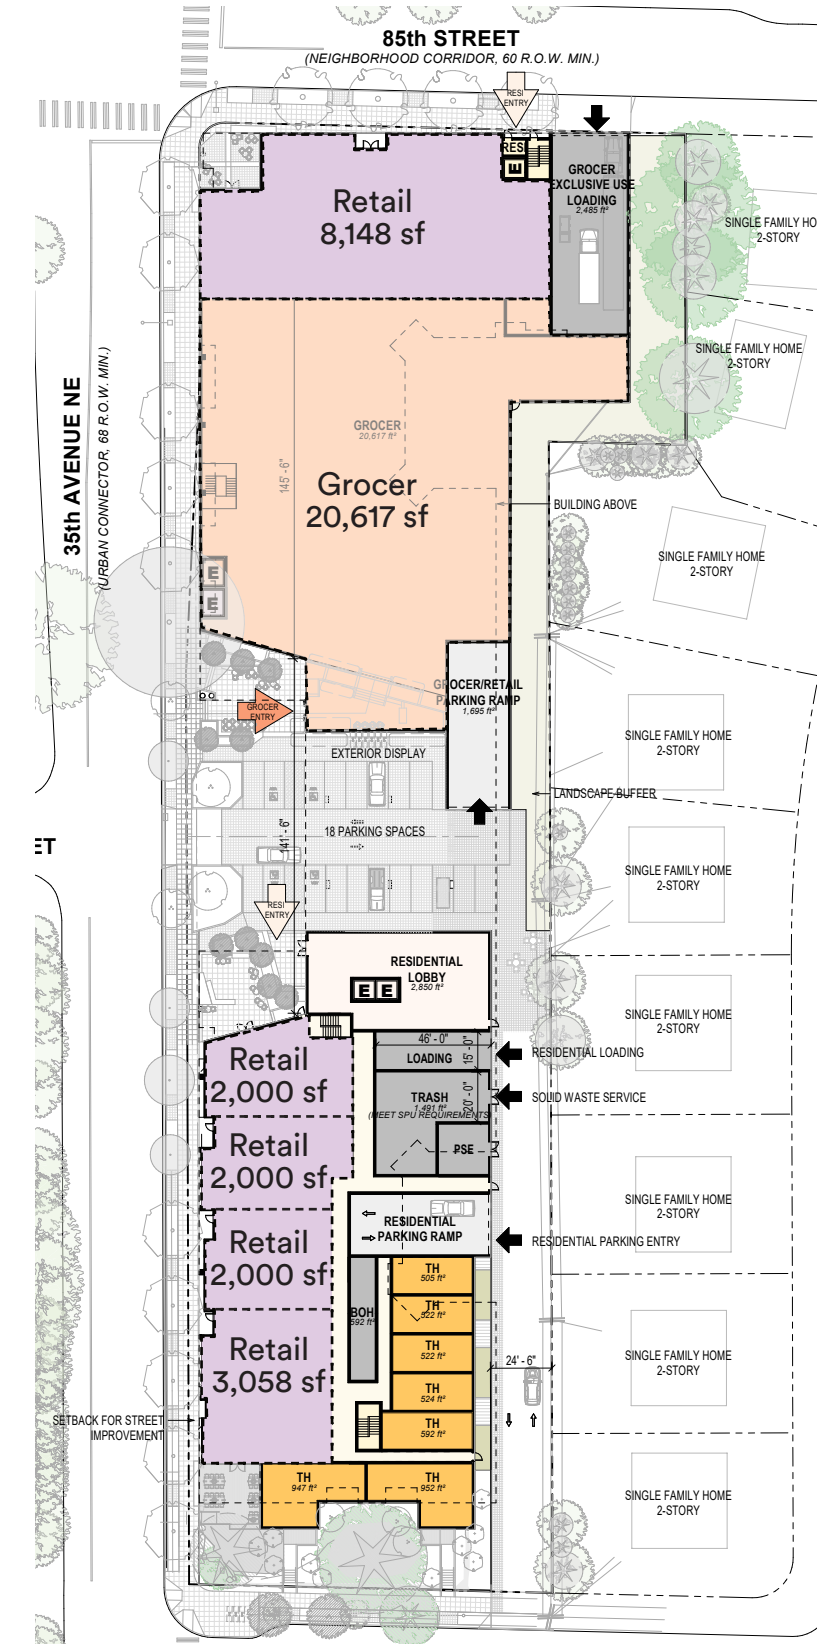 85th STREET
(NEIGHBORHOOD CORRIDOR, 60 R.O.W. MIN.)
RESI
ENTRY
RES
E
GROCER
EXCLUSIVE USE
LOADING
2,485 ft²
Retail
8,148 sf
SINGLE FAMILY HO
2-STORY
SINGLE FAMILY HOME
2-STORY
35th AVENUE NE
(URBAN CONNECTOR, 68 R.O.W. MIN.)
GROCER
20,617 ft²
145' - 6"
Grocer
20,617 sf
BUILDING ABOVE
SINGLE FAMILY HOME
2-STORY
E
E
GROCER/RETAIL
PARKING RAMP
1,695 ft²
GROCER
ENTRY
SINGLE FAMILY HOME
2-STORY
EXTERIOR DISPLAY
LANDSCAPE BUFFER
141' - 6"
18 PARKING SPACES
ET
SINGLE FAMILY HOME
2-STORY
RESI
ENTRY
RESIDENTIAL
LOBBY
2,850 ft²
E E
SINGLE FAMILY HOME
2-STORY
46' - 0"
15' - 0"
LOADING
RESIDENTIAL LOADING
Retail
2,000 sf
TRASH
1,491 ft²
(MEET SPU REQUIREMENTS)
20' - 0"
SOLID WASTE SERVICE
PSE
Retail
2,000 sf
SINGLE FAMILY HOME
2-STORY
RESIDENTIAL
PARKING RAMP
RESIDENTIAL PARKING ENTRY
Retail
2,000 sf
TH
505 ft²
BOH
592 ft²
TH
522 ft²
TH
522 ft²
Retail
3,058 sf
24' - 6"
SINGLE FAMILY HOME
2-STORY
TH
524 ft²
TH
592 ft²
SETBACK FOR STREET
IMPROVEMENT
TH
947 ft²
TH
952 ft²
SINGLE FAMILY HOME
2-STORY